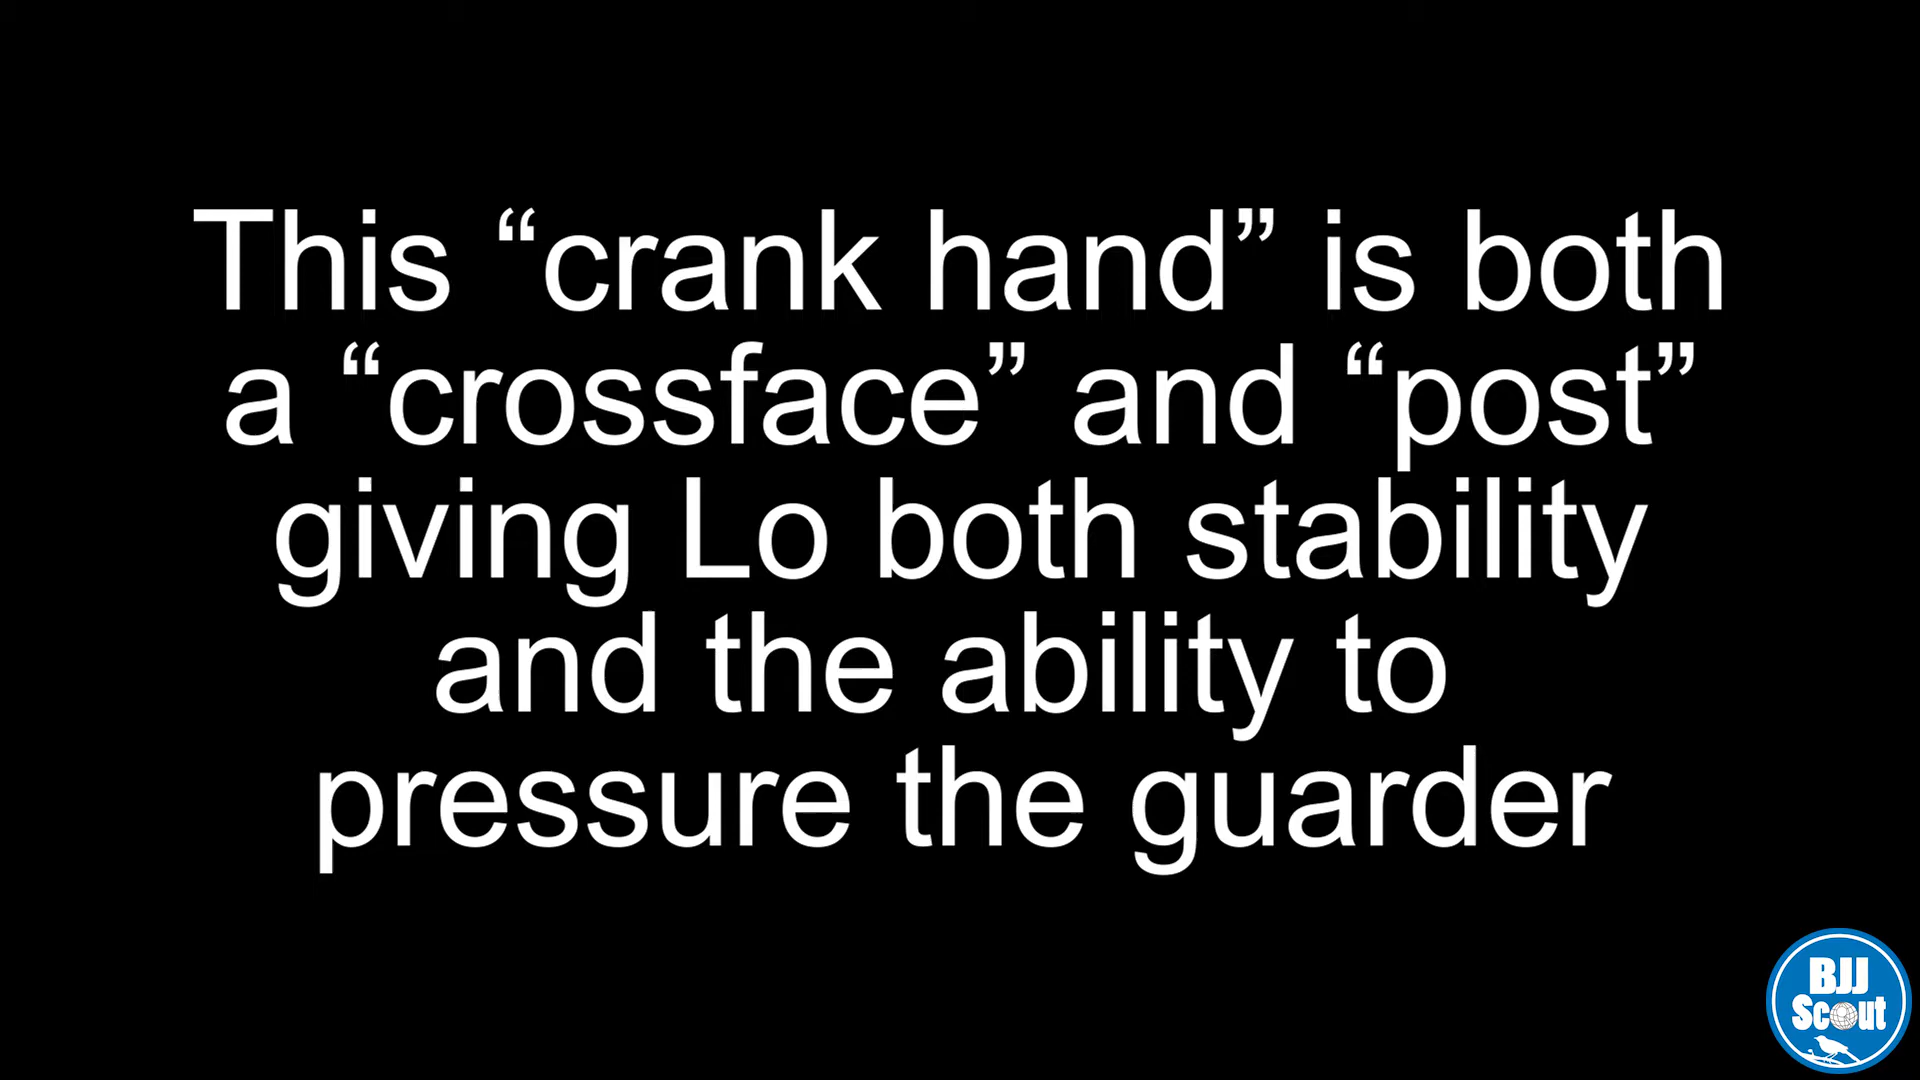 This “crank hand” is both
a “crossface” and “post”
giving Lo both stability
and the ability to
pressure the guarder
BJJ
Scout